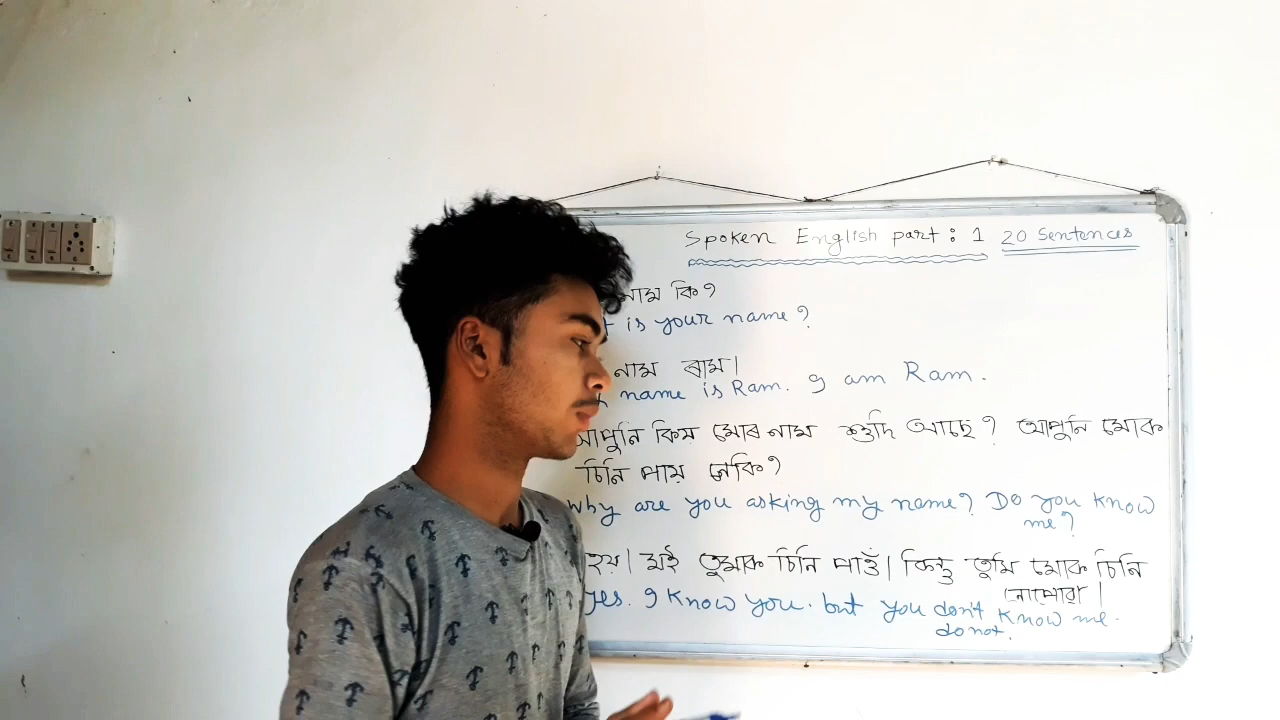 Spoken English part : 1 20 Sentences
নাম কি?
is your name?
নাম ৰাম।
name is Ram. I am Ram.
আপুনি কিয় মোৰ নাম শুদি আছে? আপুনি মোক
চিনি পায় নেকি?
Why are you asking my name? Do you know
me?
হয়। মই তুমাক চিনি পাওঁ। কিন্তু তুমি মোক চিনি
নোপোৱা।
yes. I know you. but you don't know me.
do not.